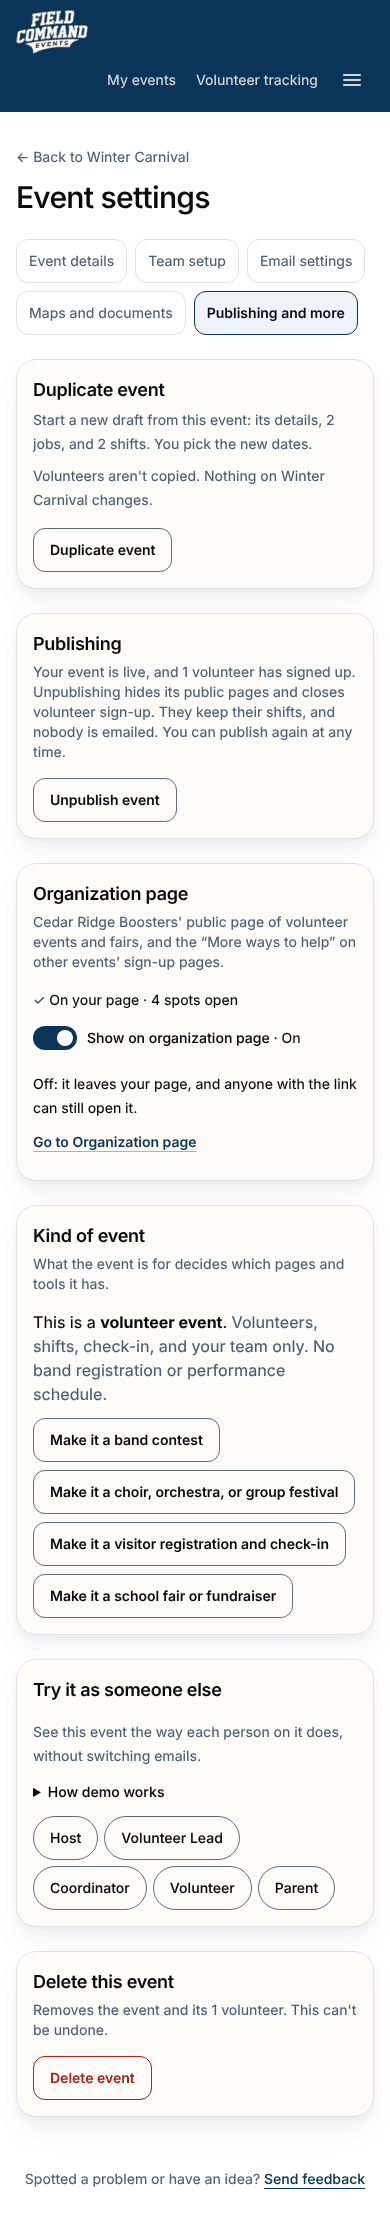 FIELD
COMMAND
EVENTS
My events
Volunteer tracking
← Back to Winter Carnival
Event settings
Event details
Team setup
Email settings
Maps and documents
Publishing and more
Duplicate event
Start a new draft from this event: its details, 2
jobs, and 2 shifts. You pick the new dates.
Volunteers aren't copied. Nothing on Winter
Carnival changes.
Duplicate event
Publishing
Your event is live, and 1 volunteer has signed up.
Unpublishing hides its public pages and closes
volunteer sign-up. They keep their shifts, and
nobody is emailed. You can publish again at any
time.
Unpublish event
Organization page
Cedar Ridge Boosters' public page of volunteer
events and fairs, and the “More ways to help” on
other events’ sign-up pages.
✓ On your page · 4 spots open
Show on organization page · On
Off: it leaves your page, and anyone with the link
can still open it.
Go to Organization page
Kind of event
What the event is for decides which pages and
tools it has.
This is a volunteer event. Volunteers,
shifts, check-in, and your team only. No
band registration or performance
schedule.
Make it a band contest
Make it a choir, orchestra, or group festival
Make it a visitor registration and check-in
Make it a school fair or fundraiser
Try it as someone else
See this event the way each person on it does,
without switching emails.
▶ How demo works
Host
Volunteer Lead
Coordinator
Volunteer
Parent
Delete this event
Removes the event and its 1 volunteer. This can't
be undone.
Delete event
Spotted a problem or have an idea? Send feedback